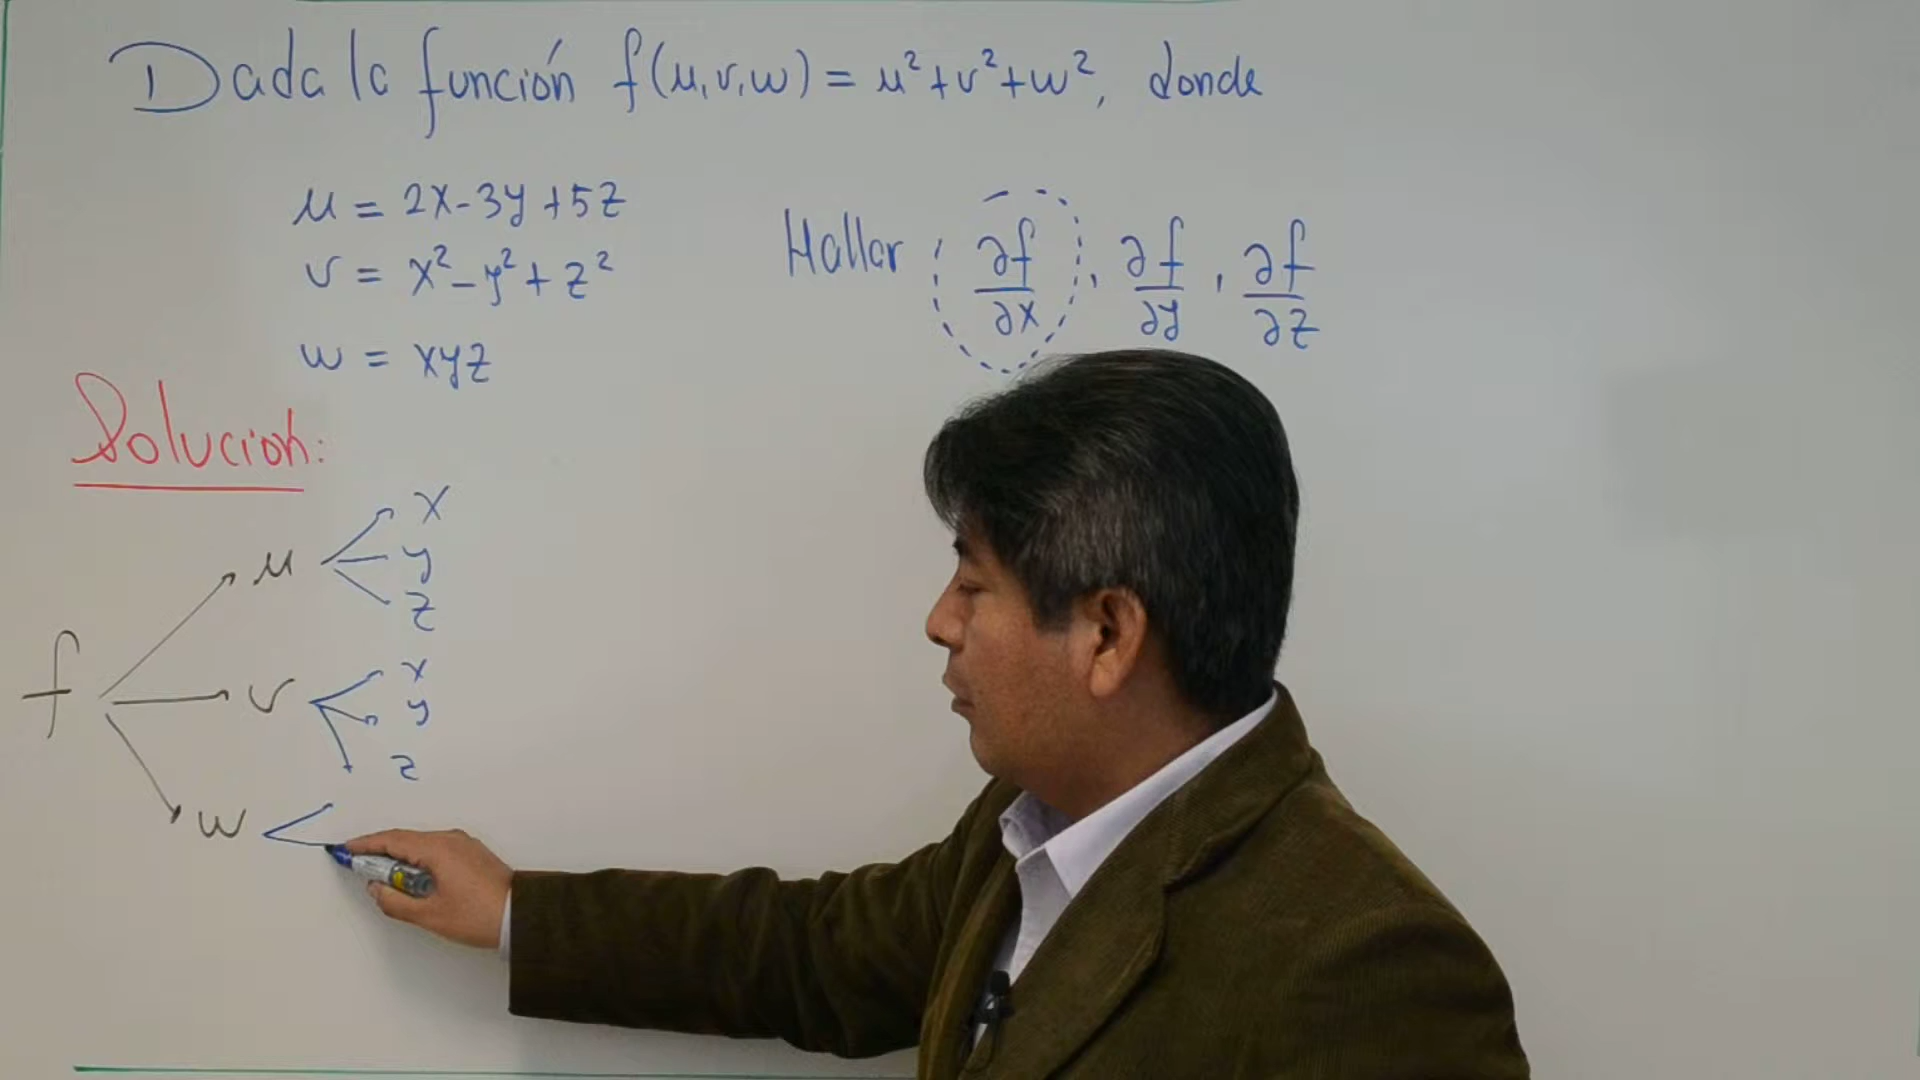 Dada la función f(u,v,w) = u²+v²+w², donde
u = 2x-3y+5z
v = x²-y²+z²
w = xyz
Hallar ∂f/∂x, ∂f/∂y, ∂f/∂z
Solución:
x
u y
z
x
f v y
z
w